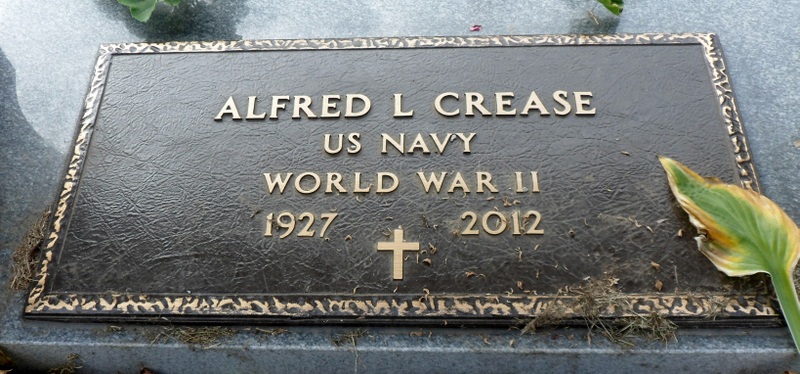 ALFRED L CREASE
US NAVY
WORLD WAR II
1927 2012